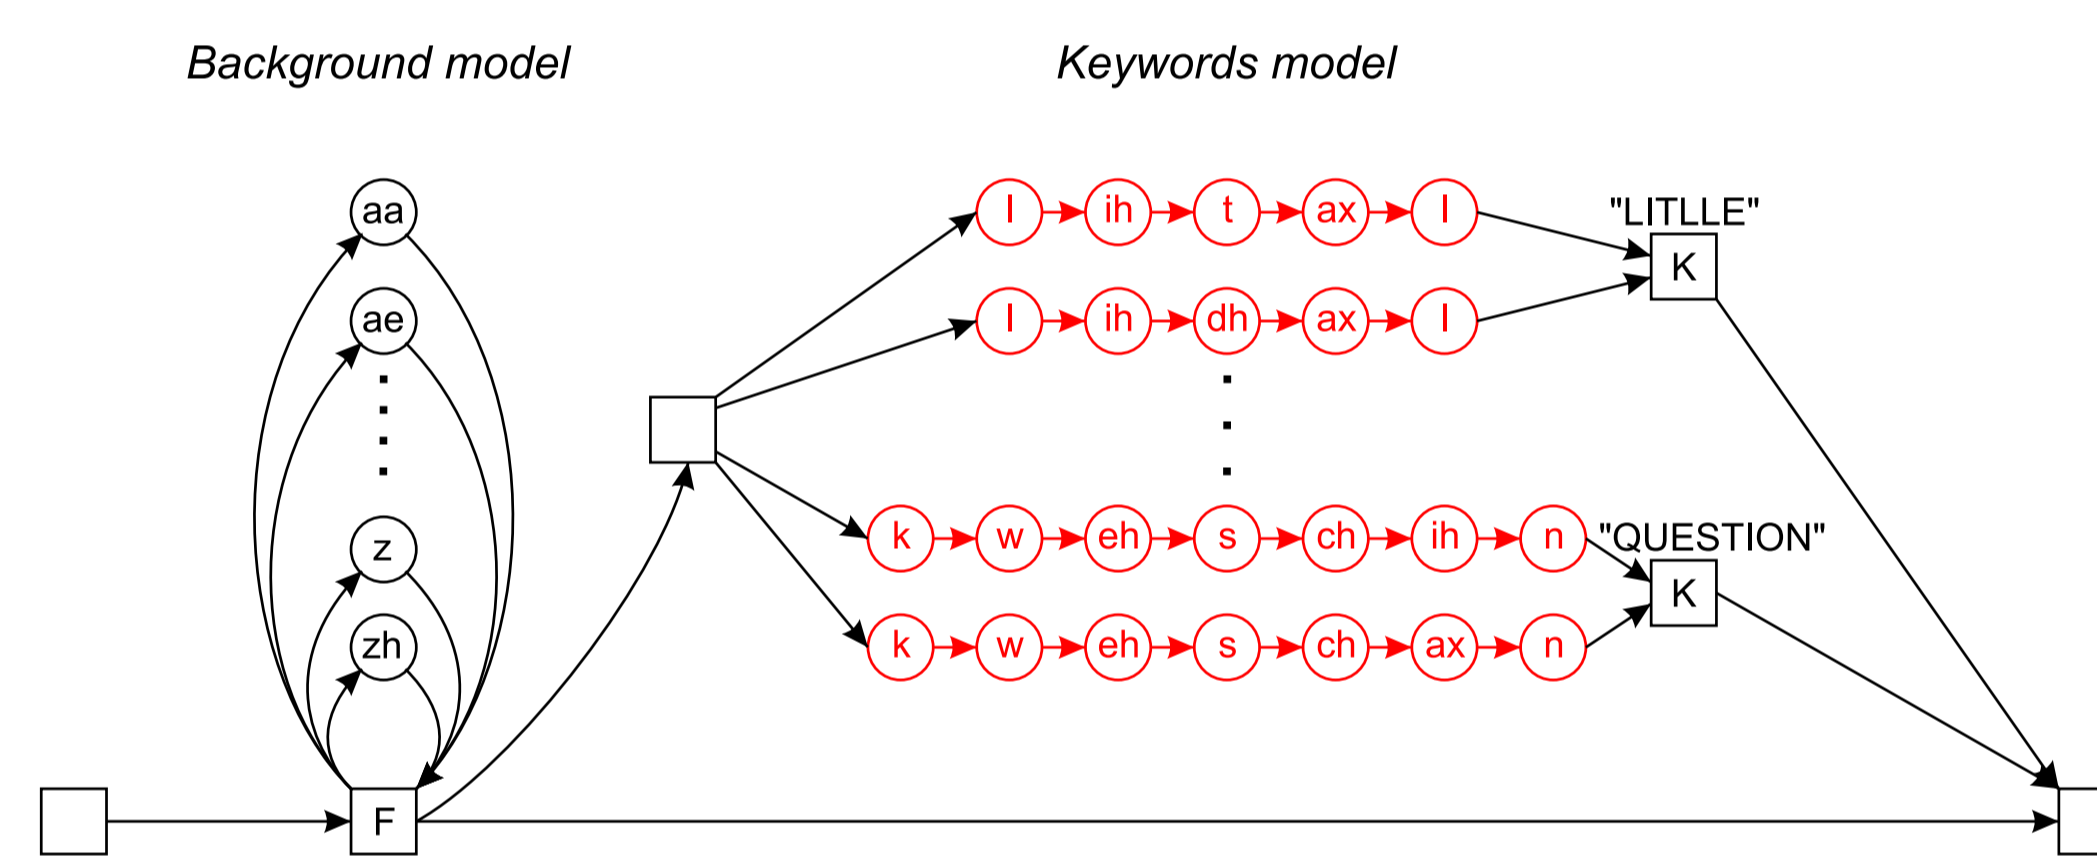 Background model Keywords model
aa
ae
z
zh
F
l ih t ax l "LITLLE"
K
l ih dh ax l
k w eh s ch ih n "QUESTION"
K
k w eh s ch ax n